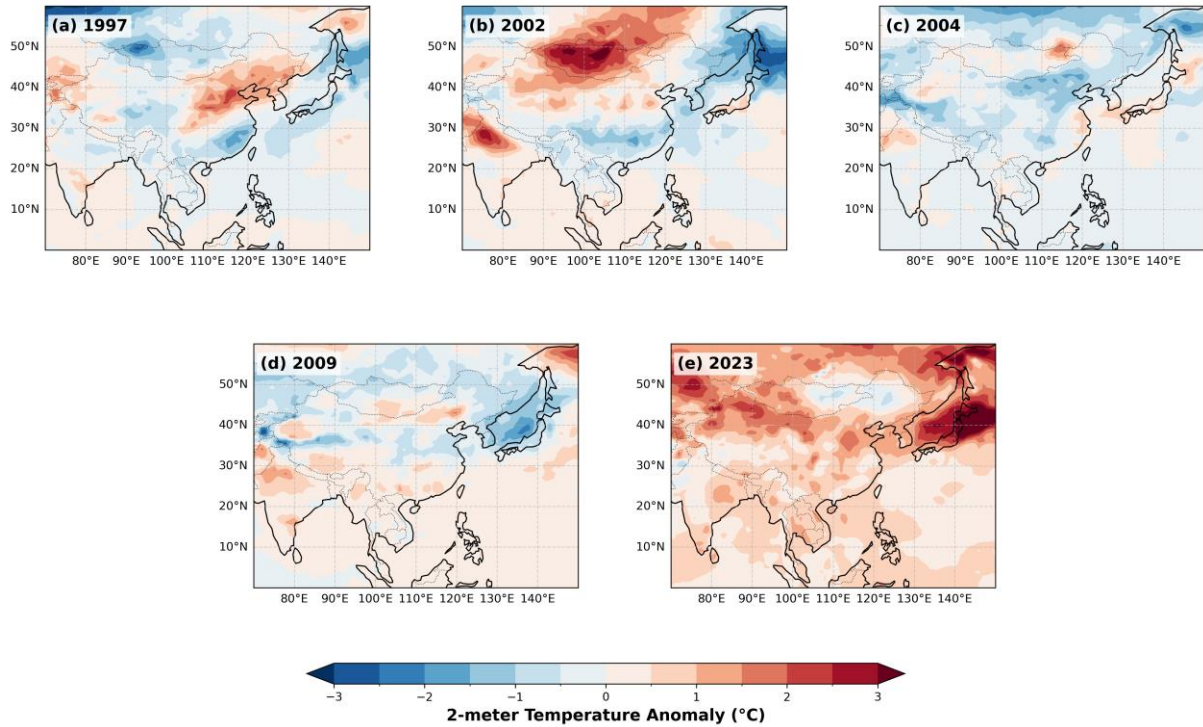 (a) 1997
50°N
40°N
30°N
20°N
10°N
80°E 90°E 100°E 110°E 120°E 130°E 140°E
(b) 2002
50°N
40°N
30°N
20°N
10°N
80°E 90°E 100°E 110°E 120°E 130°E 140°E
(c) 2004
50°N
40°N
30°N
20°N
10°N
80°E 90°E 100°E 110°E 120°E 130°E 140°E
(d) 2009
50°N
40°N
30°N
20°N
10°N
80°E 90°E 100°E 110°E 120°E 130°E 140°E
(e) 2023
50°N
40°N
30°N
20°N
10°N
80°E 90°E 100°E 110°E 120°E 130°E 140°E
−3 −2 −1 0 1 2 3
2-meter Temperature Anomaly (°C)